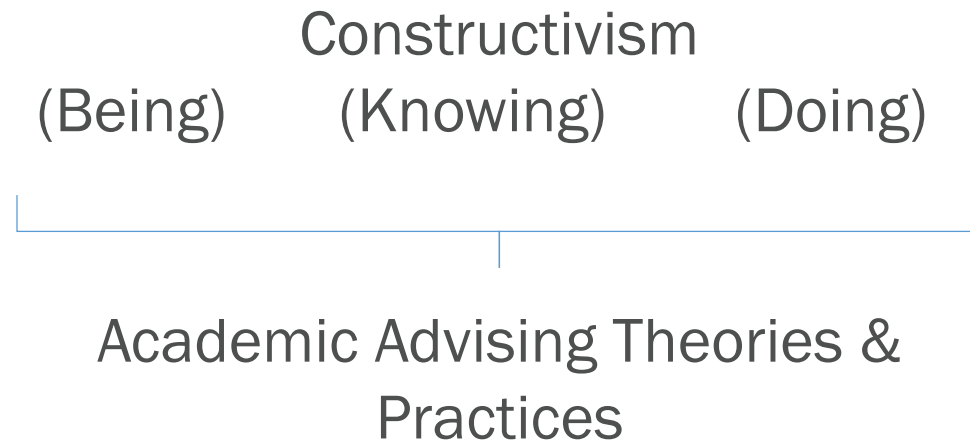 Constructivism
(Being) (Knowing) (Doing)
Academic Advising Theories &
Practices